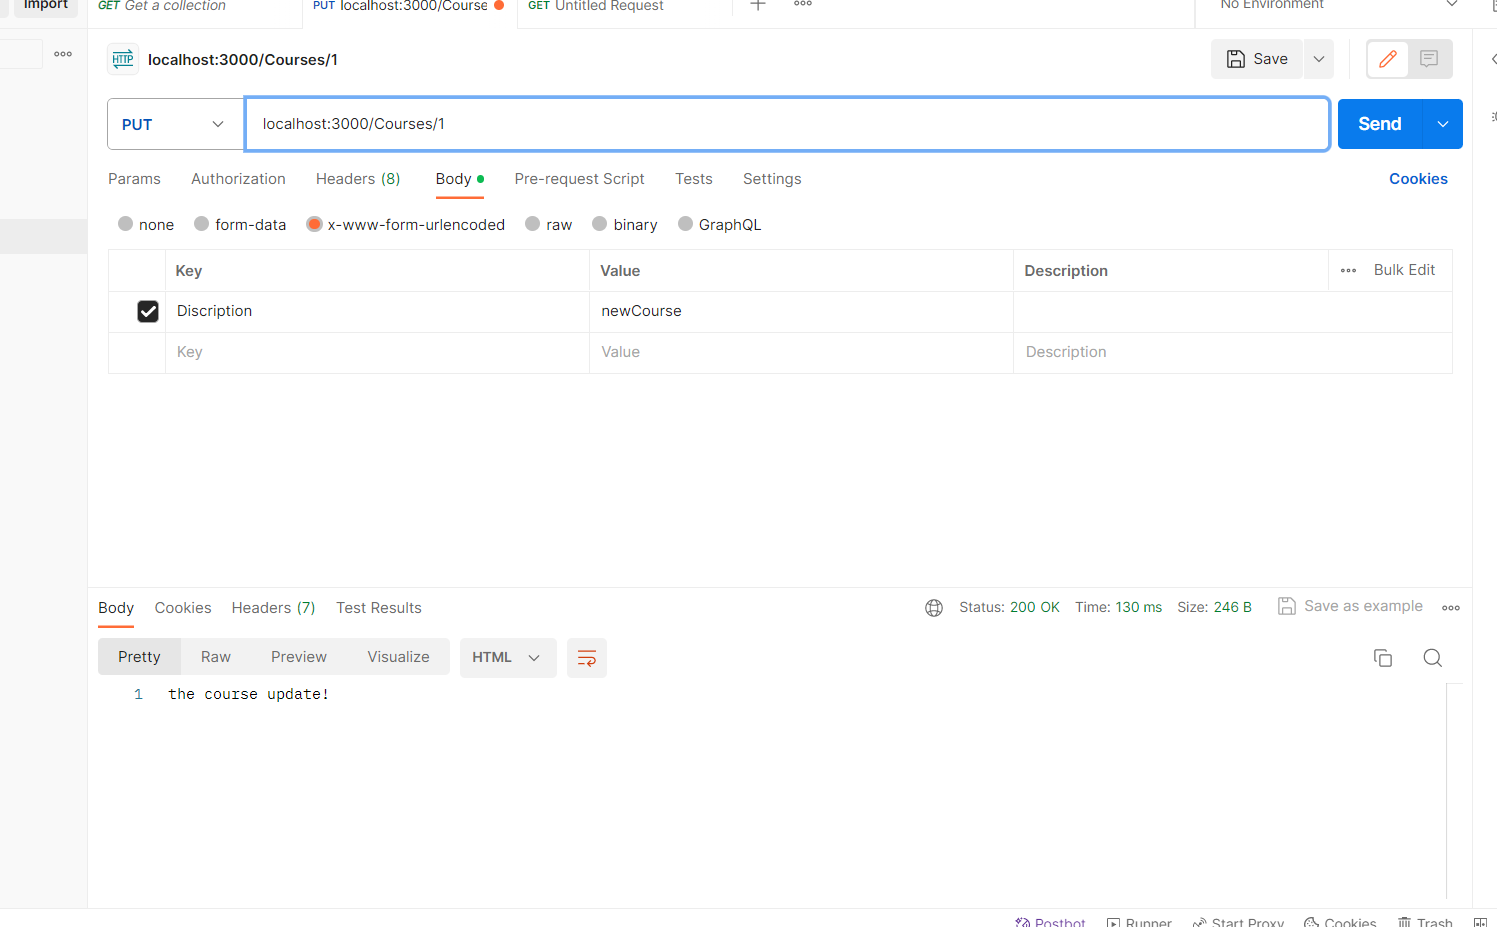 Import
GET Get a collection
PUT localhost:3000/Course
GET Untitled Request
No Environment
HTTP localhost:3000/Courses/1
Save
PUT
localhost:3000/Courses/1
Send
Params Authorization Headers (8) Body Pre-request Script Tests Settings Cookies
none form-data x-www-form-urlencoded raw binary GraphQL
Key Value Description Bulk Edit
Discription newCourse
Key Value Description
Body Cookies Headers (7) Test Results Status: 200 OK Time: 130 ms Size: 246 B Save as example
Pretty Raw Preview Visualize HTML
1 the course update!
Postbot Runner Start Proxy Cookies Trash